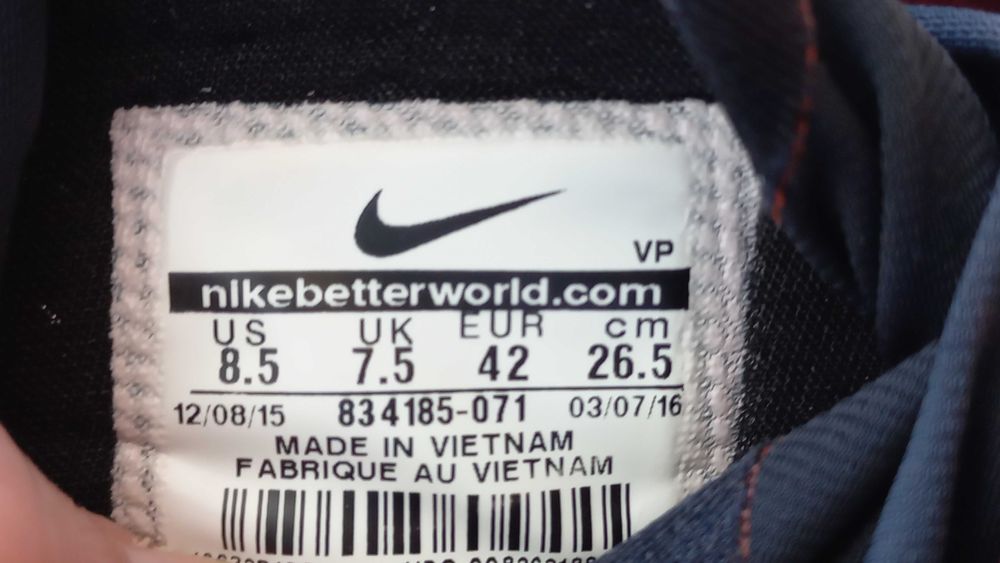 VP
nikebetterworld.com
US UK EUR cm
8.5 7.5 42 26.5
12/08/15 834185-071 03/07/16
MADE IN VIETNAM
FABRIQUE AU VIETNAM